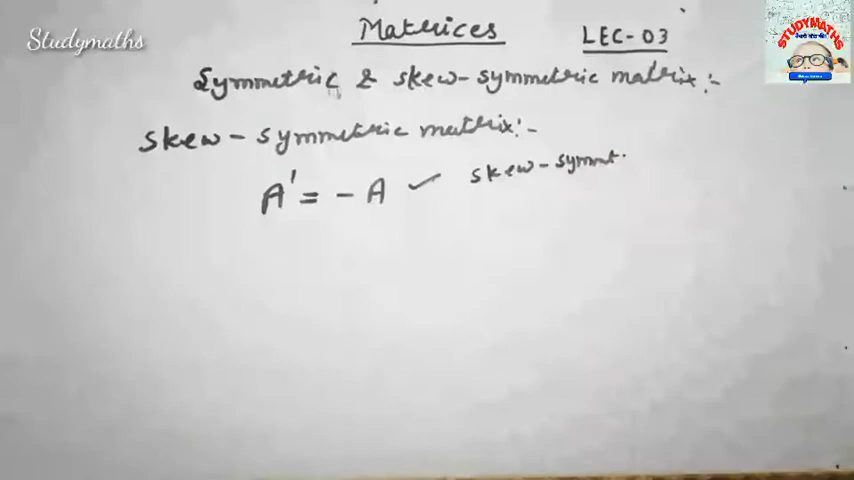 Studymaths
Matrices LEC-03
STUDYMATHS
Symmetric & skew-symmetric matrix:-
skew-symmetric matrix:-
A' = -A ✓ skew-symmt.